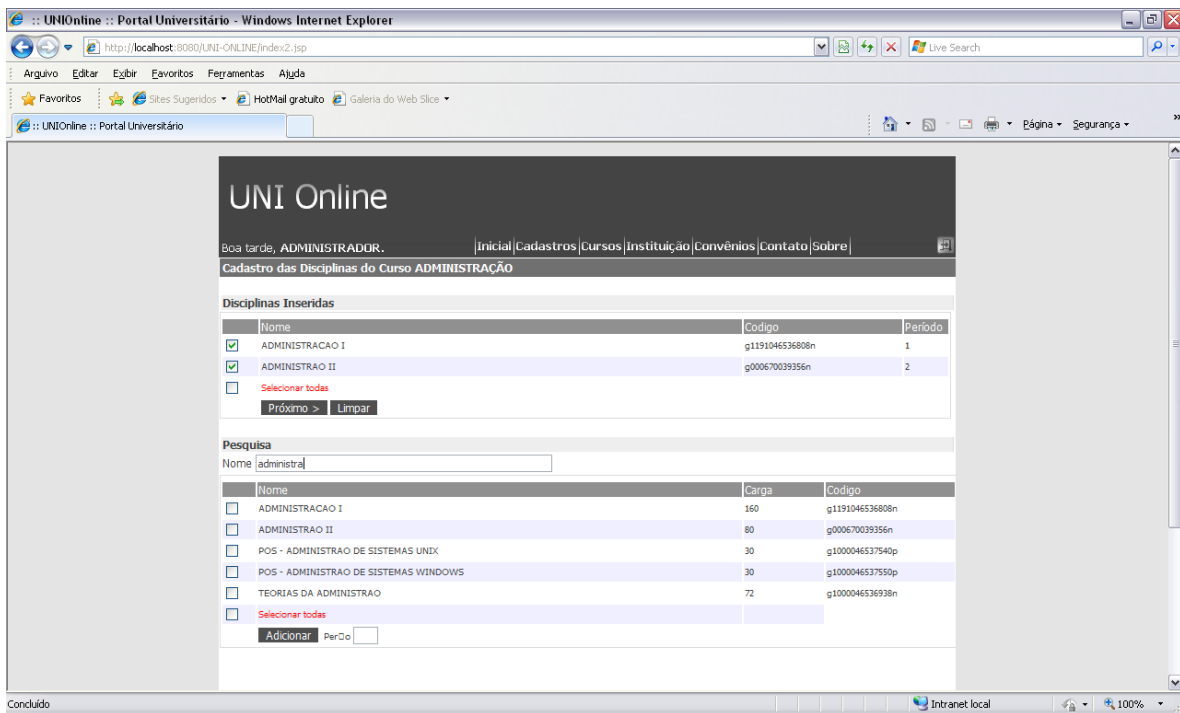 :: UNIOnline :: Portal Universitário - Windows Internet Explorer
http://localhost:8080/UNI-ONLINE/index2.jsp Live Search
Arquivo Editar Exibir Favoritos Ferramentas Ajuda
Favoritos Sites Sugeridos HotMail gratuito Galeria do Web Slice
:: UNIOnline :: Portal Universitário Página Segurança
UNI Online
Boa tarde, ADMINISTRADOR. |Inicial|Cadastros|Cursos|Instituição|Convênios|Contato|Sobre|
Cadastro das Disciplinas do Curso ADMINISTRAÇÃO
Disciplinas Inseridas
Nome Codigo Período
ADMINISTRACAO I g1191046536808n 1
ADMINISTRAO II g000670039356n 2
Selecionar todas
Próximo > Limpar
Pesquisa
Nome administra
Nome Carga Codigo
ADMINISTRACAO I 160 g1191046536808n
ADMINISTRAO II 80 g000670039356n
POS - ADMINISTRAO DE SISTEMAS UNIX 30 g1000046537540p
POS - ADMINISTRAO DE SISTEMAS WINDOWS 30 g1000046537550p
TEORIAS DA ADMINISTRAO 72 g1000046536938n
Selecionar todas
Adicionar Per□o
Concluído Intranet local 100%